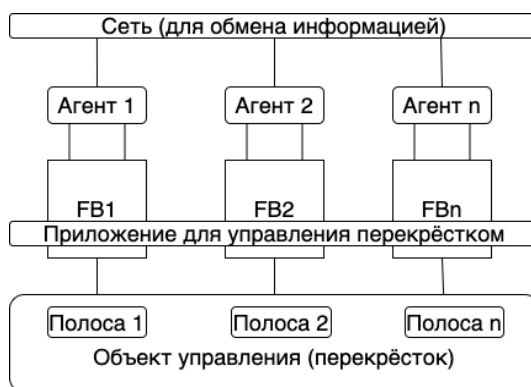 Сеть (для обмена информацией)
Агент 1 Агент 2 Агент n
FB1 FB2 FBn
Приложение для управления перекрёстком
Полоса 1 Полоса 2 Полоса n
Объект управления (перекрёсток)